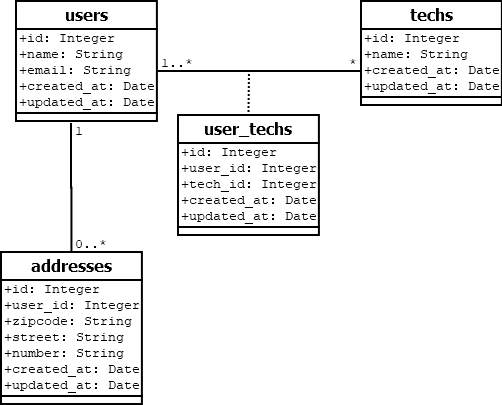 users
+id: Integer
+name: String
+email: String
+created_at: Date
+updated_at: Date
1..*
*
techs
+id: Integer
+name: String
+created_at: Date
+updated_at: Date
user_techs
+id: Integer
+user_id: Integer
+tech_id: Integer
+created_at: Date
+updated_at: Date
1
0..*
addresses
+id: Integer
+user_id: Integer
+zipcode: String
+street: String
+number: String
+created_at: Date
+updated_at: Date